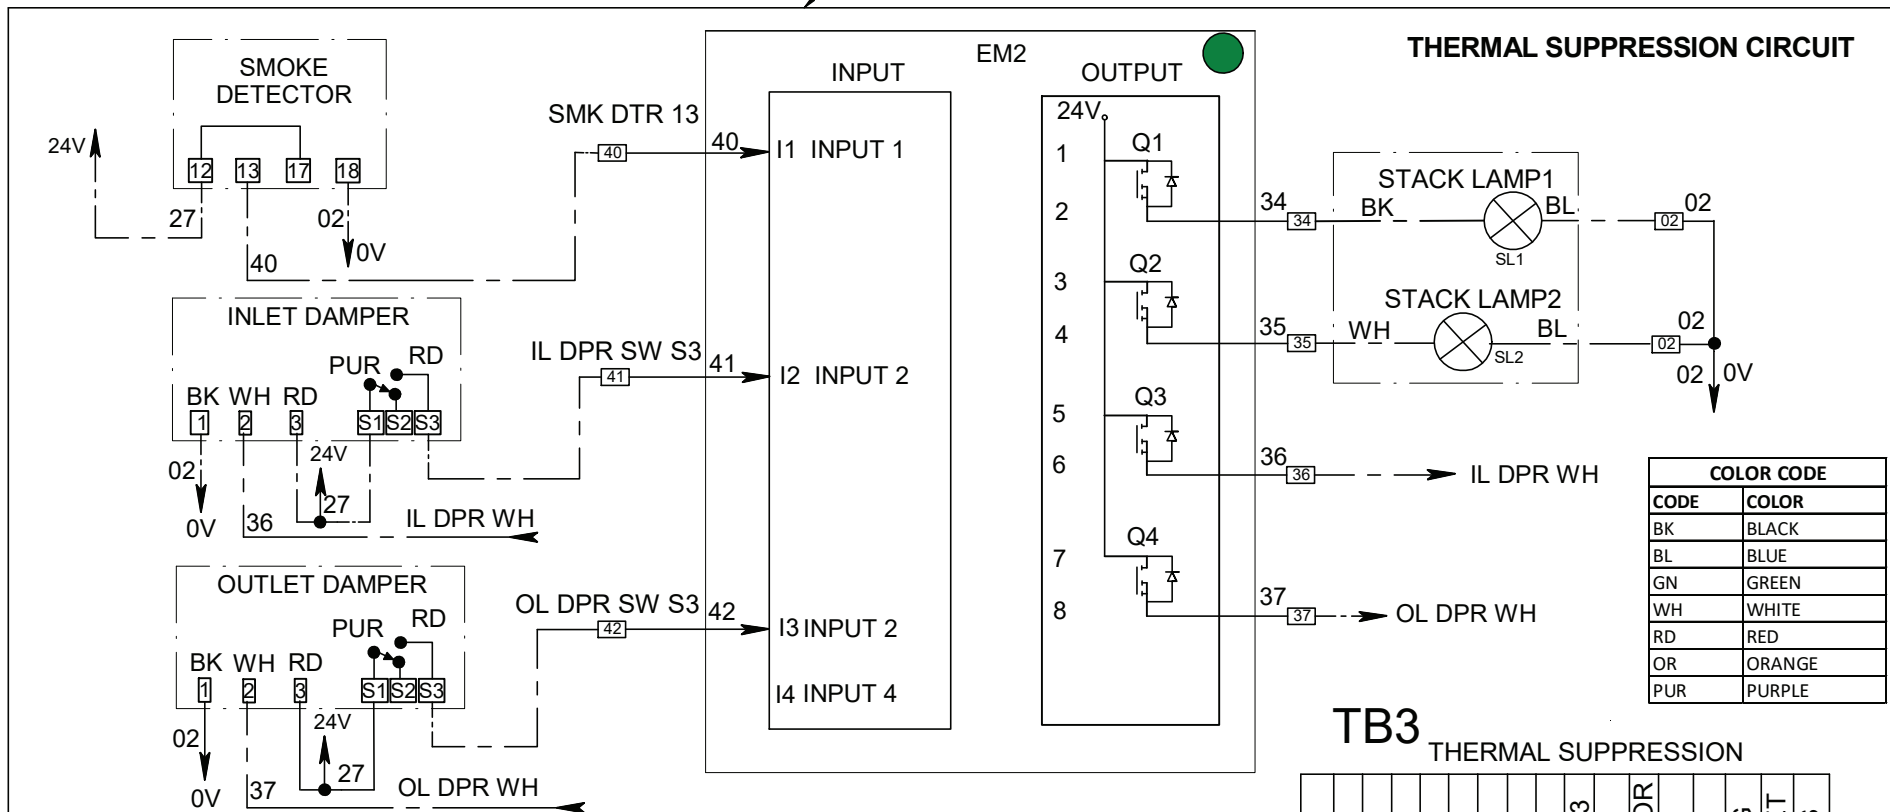 THERMAL SUPPRESSION CIRCUIT
SMOKE
DETECTOR
24V
12 13 17 18
27
02
0V
40
SMK DTR 13
40
40
EM2
INPUT
I1 INPUT 1
I2 INPUT 2
I3 INPUT 2
I4 INPUT 4
OUTPUT
24V
1
Q1
2
3
Q2
4
5
Q3
6
7
Q4
8
INLET DAMPER
PUR
RD
BK WH RD
1 2 3 S1 S2 S3
24V
02
27
0V
36
IL DPR WH
IL DPR SW S3
41
41
OUTLET DAMPER
PUR
RD
BK WH RD
1 2 3 S1 S2 S3
24V
02
27
0V
37
OL DPR WH
OL DPR SW S3
42
42
34
34
STACK LAMP1
BK
BL
SL1
02
02
35
35
STACK LAMP2
WH
BL
SL2
02
02
02
0V
36
36
IL DPR WH
37
37
OL DPR WH
COLOR CODE
CODE COLOR
BK BLACK
BL BLUE
GN GREEN
WH WHITE
RD RED
OR ORANGE
PUR PURPLE
TB3
THERMAL SUPPRESSION